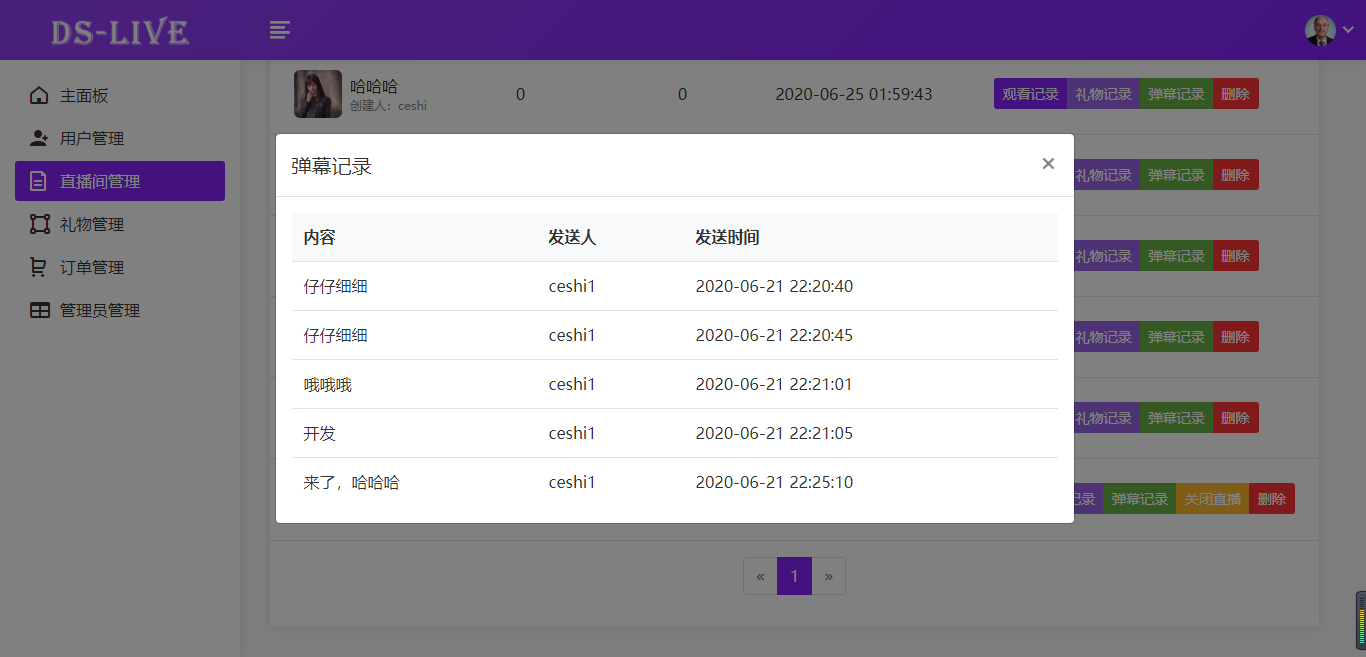 DS-LIVE
主面板
用户管理
直播间管理
礼物管理
订单管理
管理员管理
哈哈哈
创建人：ceshi
0 0 2020-06-25 01:59:43 观看记录 礼物记录 弹幕记录 删除
礼物记录 弹幕记录 删除
礼物记录 弹幕记录 删除
礼物记录 弹幕记录 删除
礼物记录 弹幕记录 删除
记录 弹幕记录 关闭直播 删除
弹幕记录 ×
内容 发送人 发送时间
仔仔细细 ceshi1 2020-06-21 22:20:40
仔仔细细 ceshi1 2020-06-21 22:20:45
哦哦哦 ceshi1 2020-06-21 22:21:01
开发 ceshi1 2020-06-21 22:21:05
来了，哈哈哈 ceshi1 2020-06-21 22:25:10
« 1 »